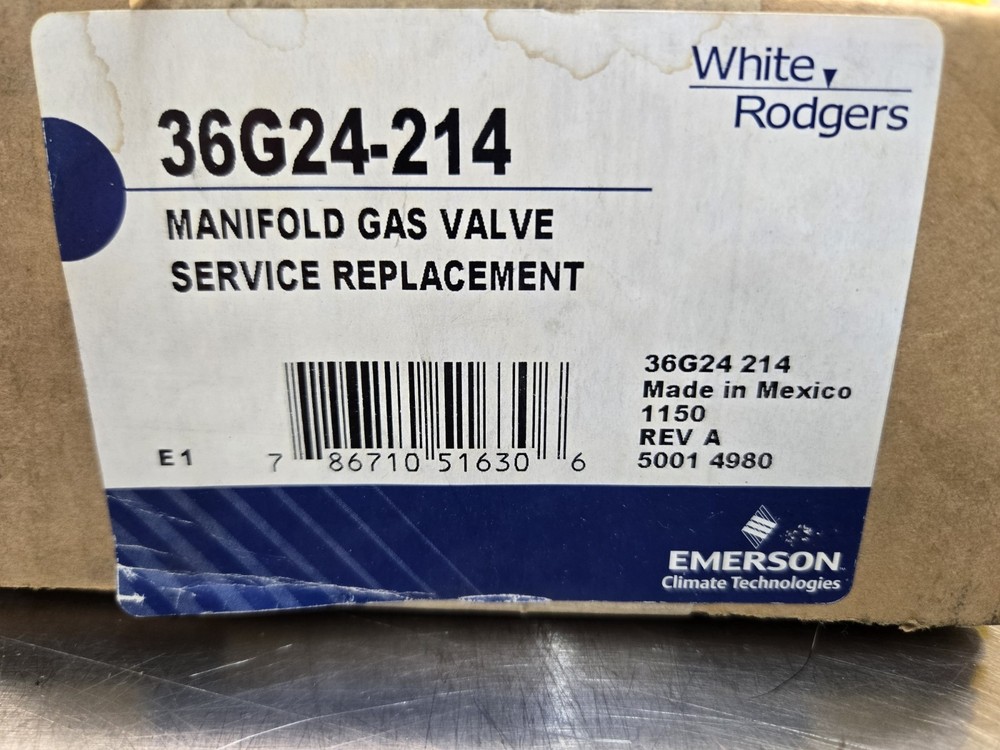 White
Rodgers
36G24-214
MANIFOLD GAS VALVE
SERVICE REPLACEMENT
36G24 214
Made in Mexico
1150
REV A
5001 4980
E1
7 86710 51630 6
EMERSON
Climate Technologies